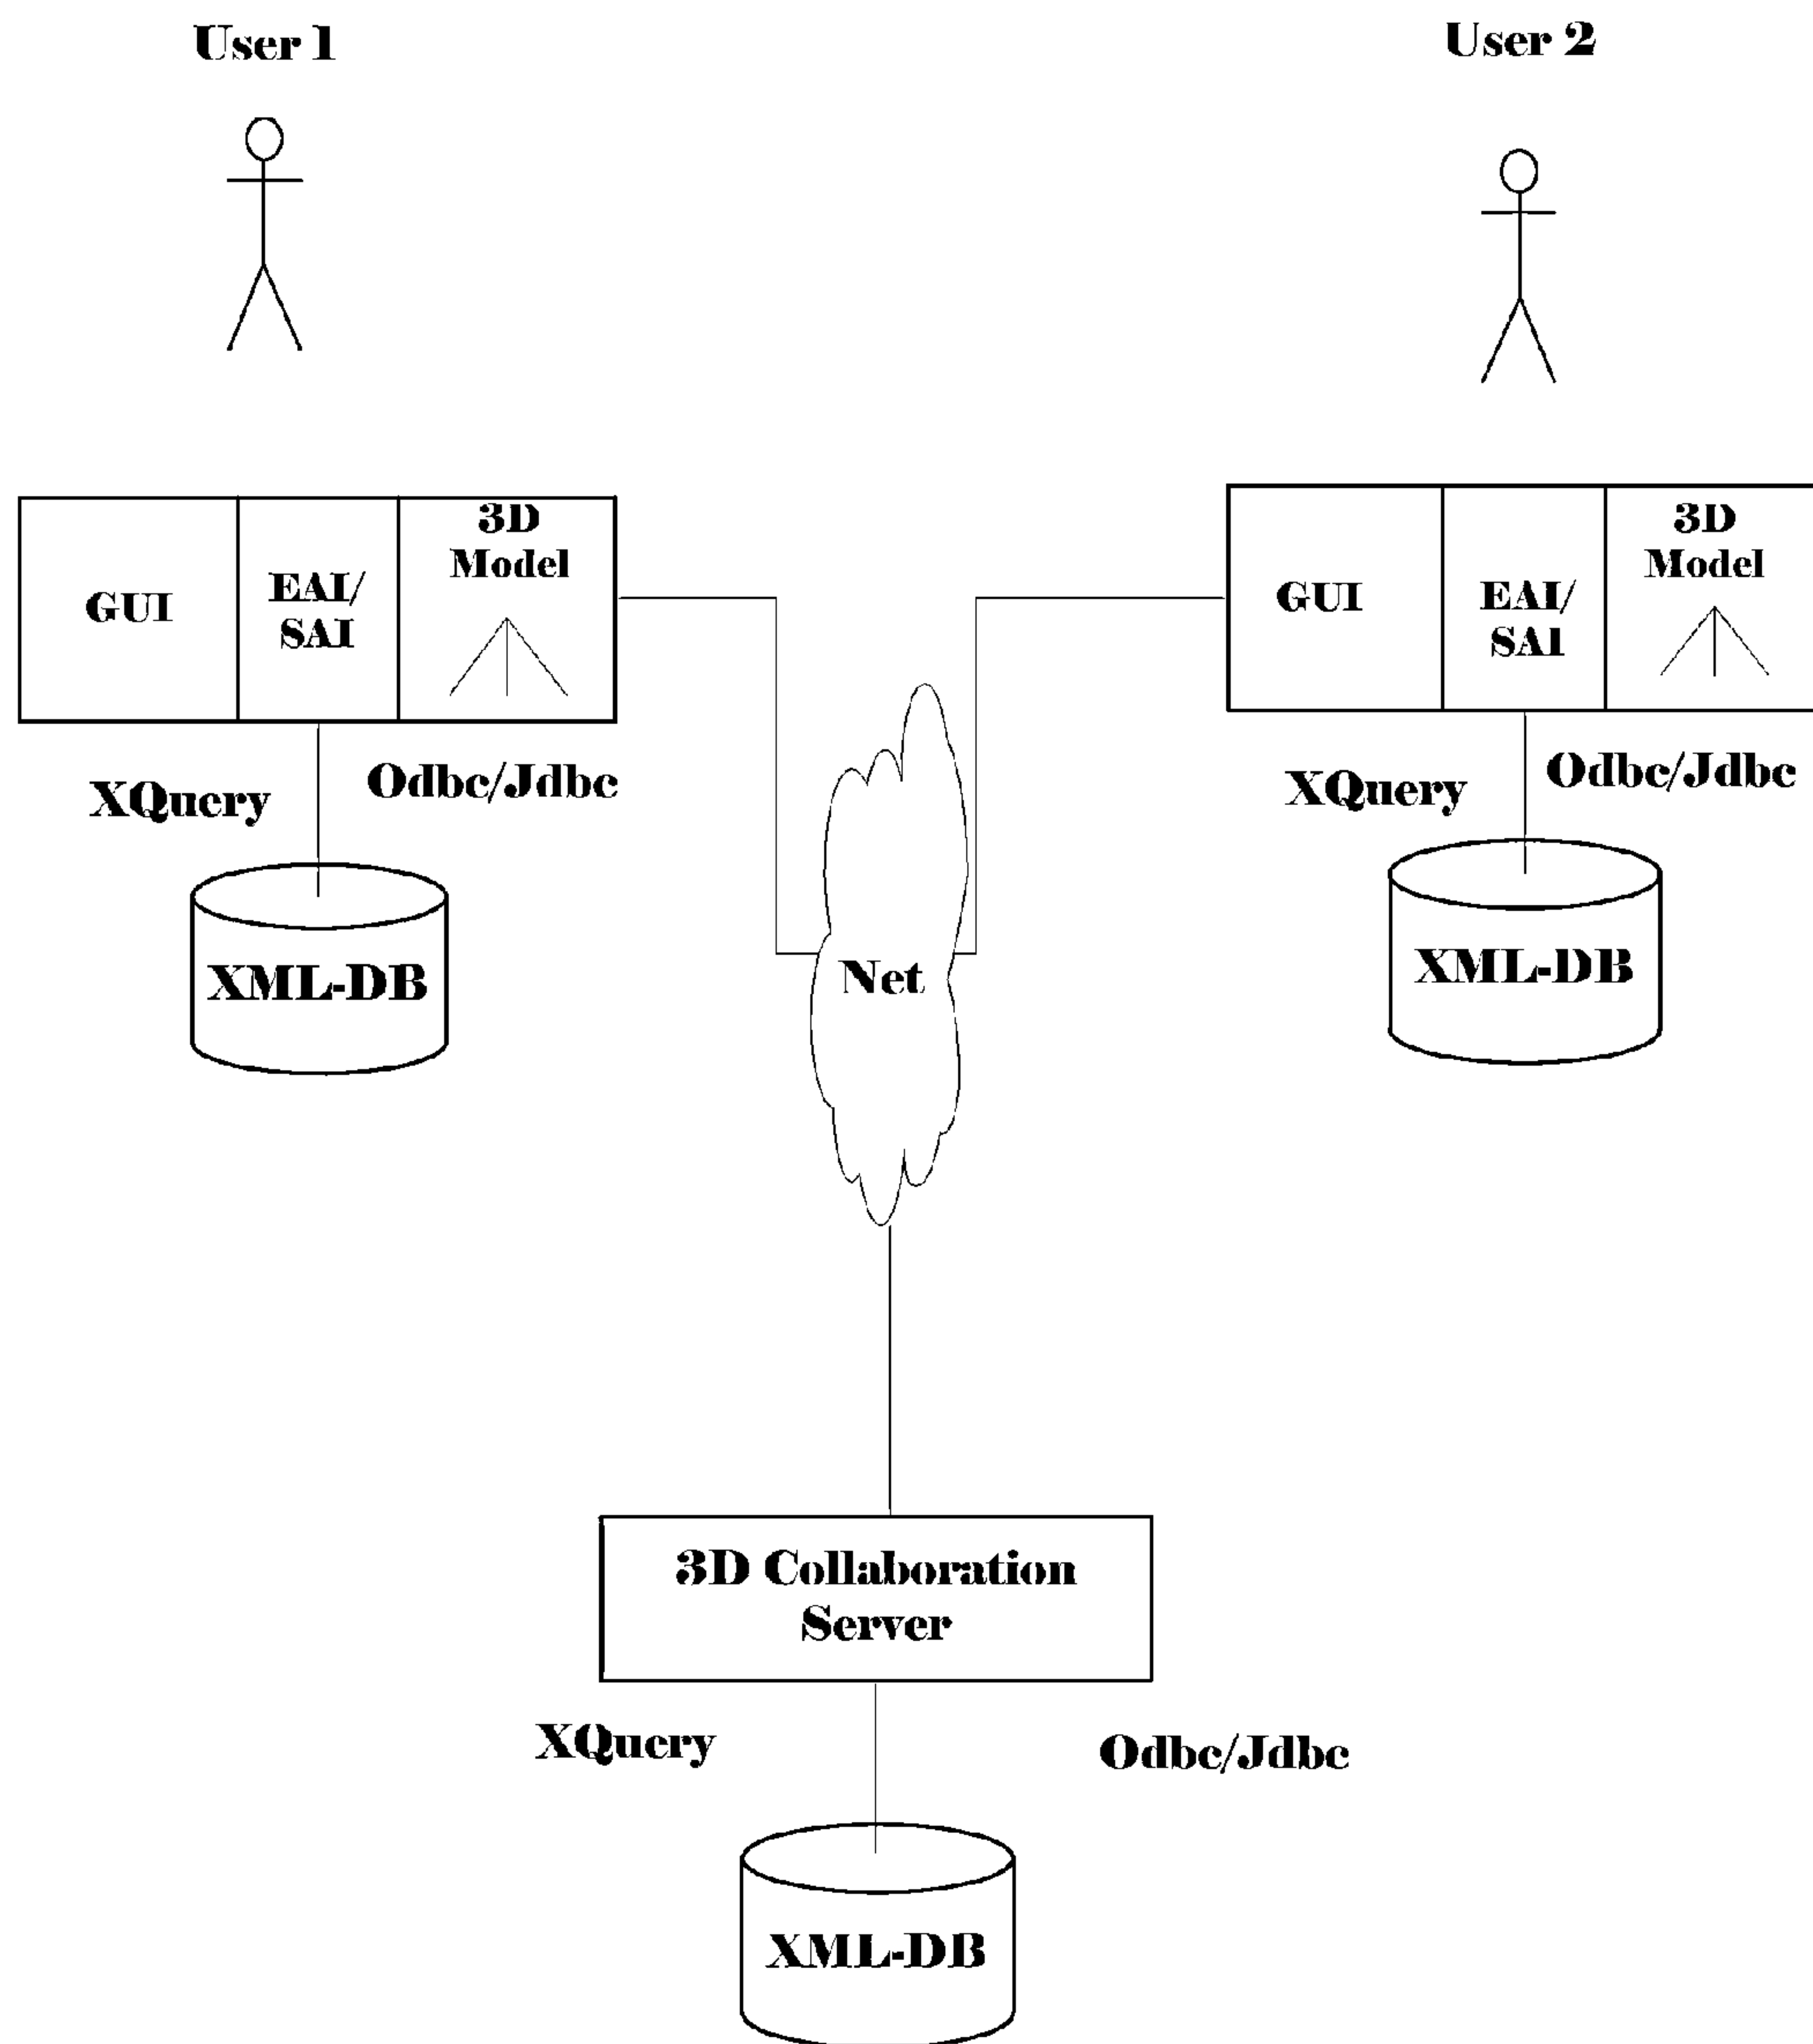 User 1
User 2
GUI
EAI/
SAI
3D
Model
GUI
EAI/
SAI
3D
Model
XQuery
Odbc/Jdbc
XQuery
Odbc/Jdbc
XML-DB
Net
XML-DB
3D Collaboration
Server
XQuery
Odbc/Jdbc
XML-DB